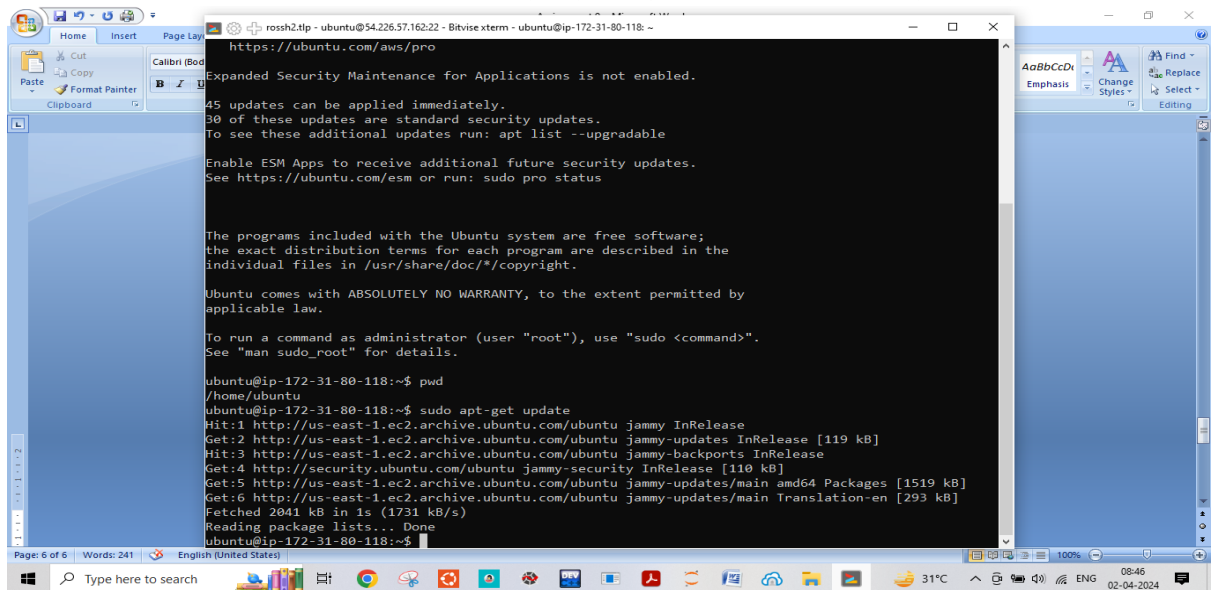 rossh2.tlp - ubuntu@54.226.57.162:22 - Bitvise xterm - ubuntu@ip-172-31-80-118: ~
Home Insert Page Lay
Cut
Copy
Format Painter
Paste
Clipboard
Calibri (Bod
B I U
AaBbCcDc
Emphasis
Change
Styles
Find
Replace
Select
Editing
https://ubuntu.com/aws/pro
Expanded Security Maintenance for Applications is not enabled.
45 updates can be applied immediately.
30 of these updates are standard security updates.
To see these additional updates run: apt list --upgradable
Enable ESM Apps to receive additional future security updates.
See https://ubuntu.com/esm or run: sudo pro status
The programs included with the Ubuntu system are free software;
the exact distribution terms for each program are described in the
individual files in /usr/share/doc/*/copyright.
Ubuntu comes with ABSOLUTELY NO WARRANTY, to the extent permitted by
applicable law.
To run a command as administrator (user "root"), use "sudo <command>".
See "man sudo_root" for details.
ubuntu@ip-172-31-80-118:~$ pwd
/home/ubuntu
ubuntu@ip-172-31-80-118:~$ sudo apt-get update
Hit:1 http://us-east-1.ec2.archive.ubuntu.com/ubuntu jammy InRelease
Get:2 http://us-east-1.ec2.archive.ubuntu.com/ubuntu jammy-updates InRelease [119 kB]
Hit:3 http://us-east-1.ec2.archive.ubuntu.com/ubuntu jammy-backports InRelease
Get:4 http://security.ubuntu.com/ubuntu jammy-security InRelease [110 kB]
Get:5 http://us-east-1.ec2.archive.ubuntu.com/ubuntu jammy-updates/main amd64 Packages [1519 kB]
Get:6 http://us-east-1.ec2.archive.ubuntu.com/ubuntu jammy-updates/main Translation-en [293 kB]
Fetched 2041 kB in 1s (1731 kB/s)
Reading package lists... Done
ubuntu@ip-172-31-80-118:~$
Page: 6 of 6 Words: 241 English (United States) 100%
Type here to search DEV 31°C ENG 08:46
02-04-2024